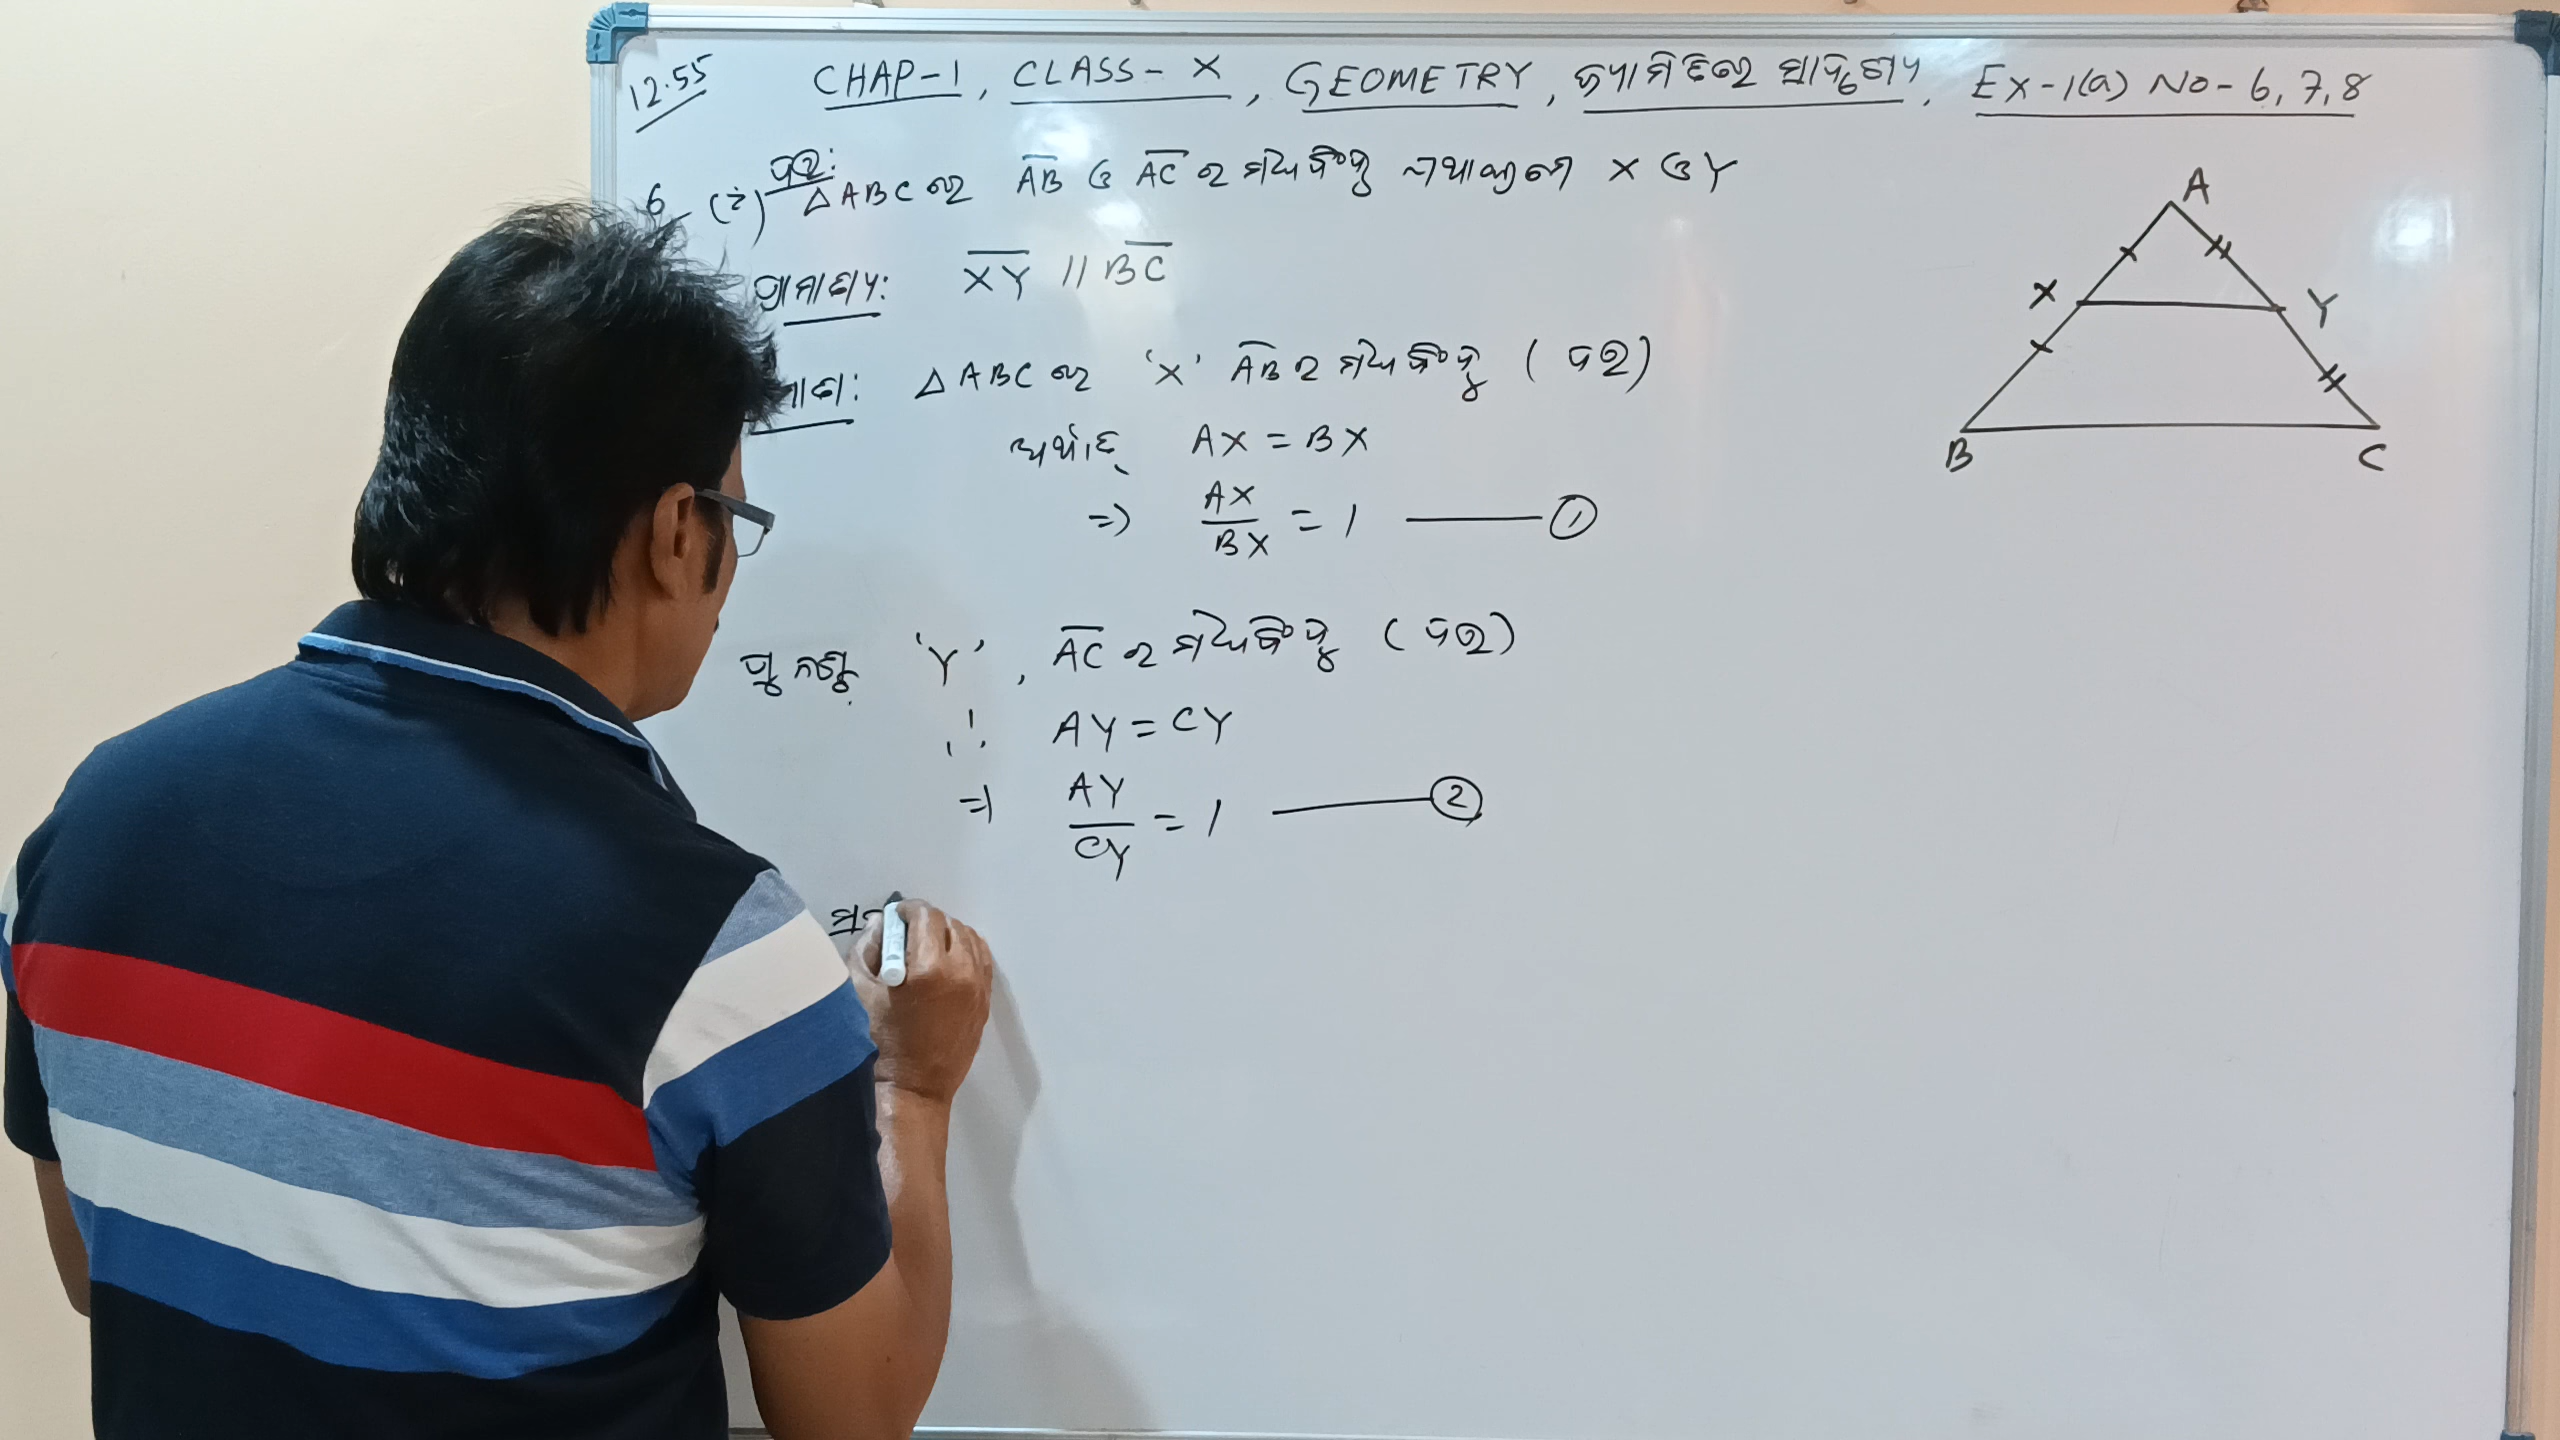 12.55 CHAP-1, CLASS-X, GEOMETRY, ଜ୍ୟାମିତିରେ ସାଦୃଶ୍ୟ, EX-1(a) NO-6,7,8
6 (i) ଦତ୍ତ: △ABC ରେ AB ଓ AC ର ମଧ୍ୟବିନ୍ଦୁ ଯଥାକ୍ରମେ X ଓ Y
ପ୍ରାମାଣ୍ୟ: XY || BC
△ABC ରେ 'X' AB ର ମଧ୍ୟବିନ୍ଦୁ (ଦତ୍ତ)
ଅର୍ଥାତ୍ AX = BX
⇒ AX/BX = 1 —— ①
ପୁନଶ୍ଚ 'Y', AC ର ମଧ୍ୟବିନ୍ଦୁ (ଦତ୍ତ)
∴ AY = CY
⇒ AY/CY = 1 —— ②
A
X Y
B C